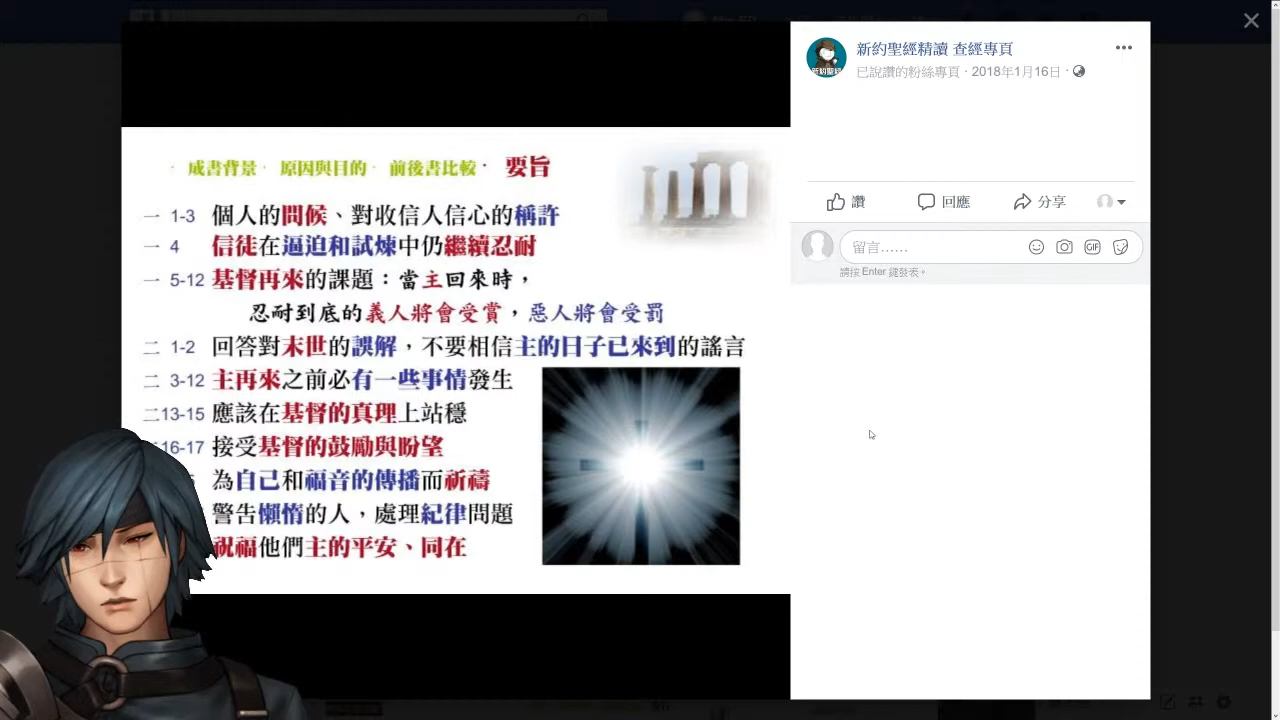 成書背景 原因與目的 前後書比較 要旨
一 1-3 個人的問候、對收信人信心的稱許
一 4 信徒在逼迫和試煉中仍繼續忍耐
一 5-12 基督再來的課題：當主回來時，
忍耐到底的義人將會受賞，惡人將會受罰
二 1-2 回答對末世的誤解，不要相信主的日子已來到的謠言
二 3-12 主再來之前必有一些事情發生
二13-15 應該在基督的真理上站穩
16-17 接受基督的鼓勵與盼望
為自己和福音的傳播而祈禱
警告懶惰的人，處理紀律問題
祝福他們主的平安、同在
新約聖經精讀 查經專頁
已說讚的粉絲專頁 · 2018年1月16日 ·
讚 回應 分享
留言…… GIF
請按 Enter 鍵發表。
新約聖經